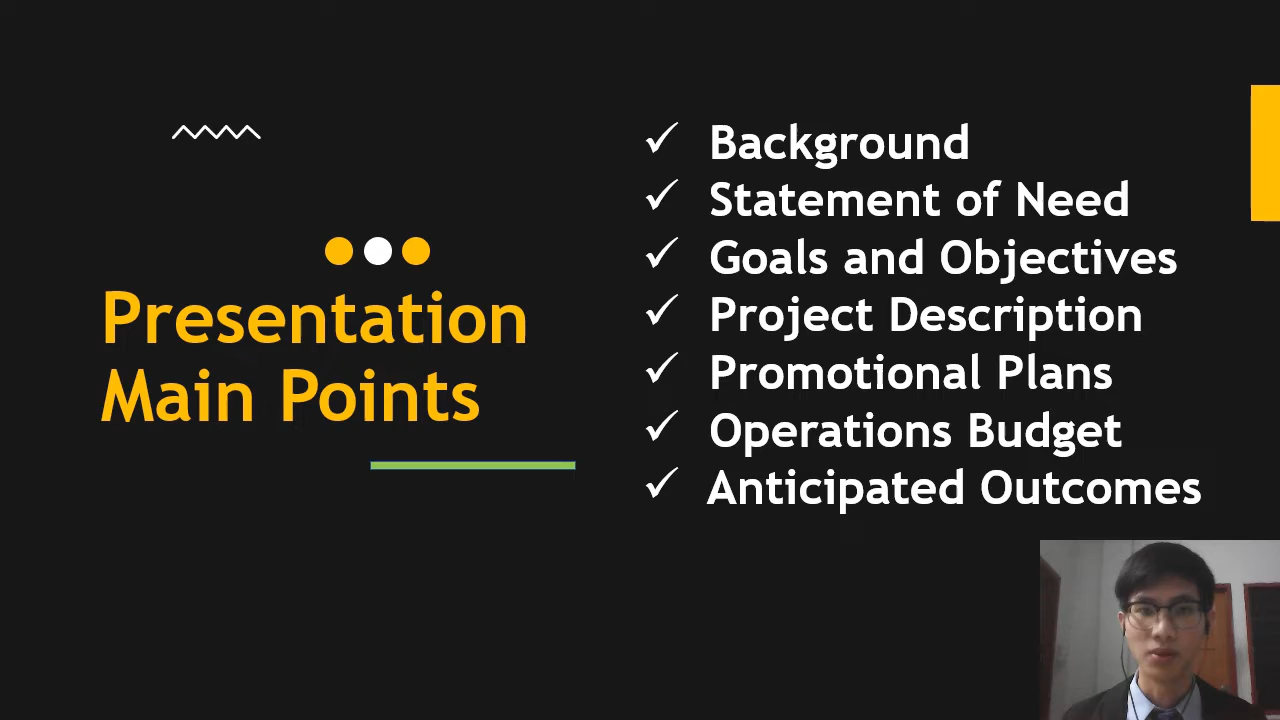 Presentation
Main Points
Background
Statement of Need
Goals and Objectives
Project Description
Promotional Plans
Operations Budget
Anticipated Outcomes